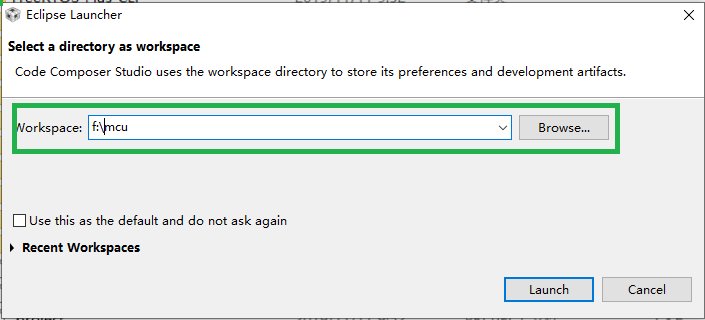 Eclipse Launcher
Select a directory as workspace
Code Composer Studio uses the workspace directory to store its preferences and development artifacts.
Workspace: f:\mcu Browse...
Use this as the default and do not ask again
Recent Workspaces
Launch Cancel